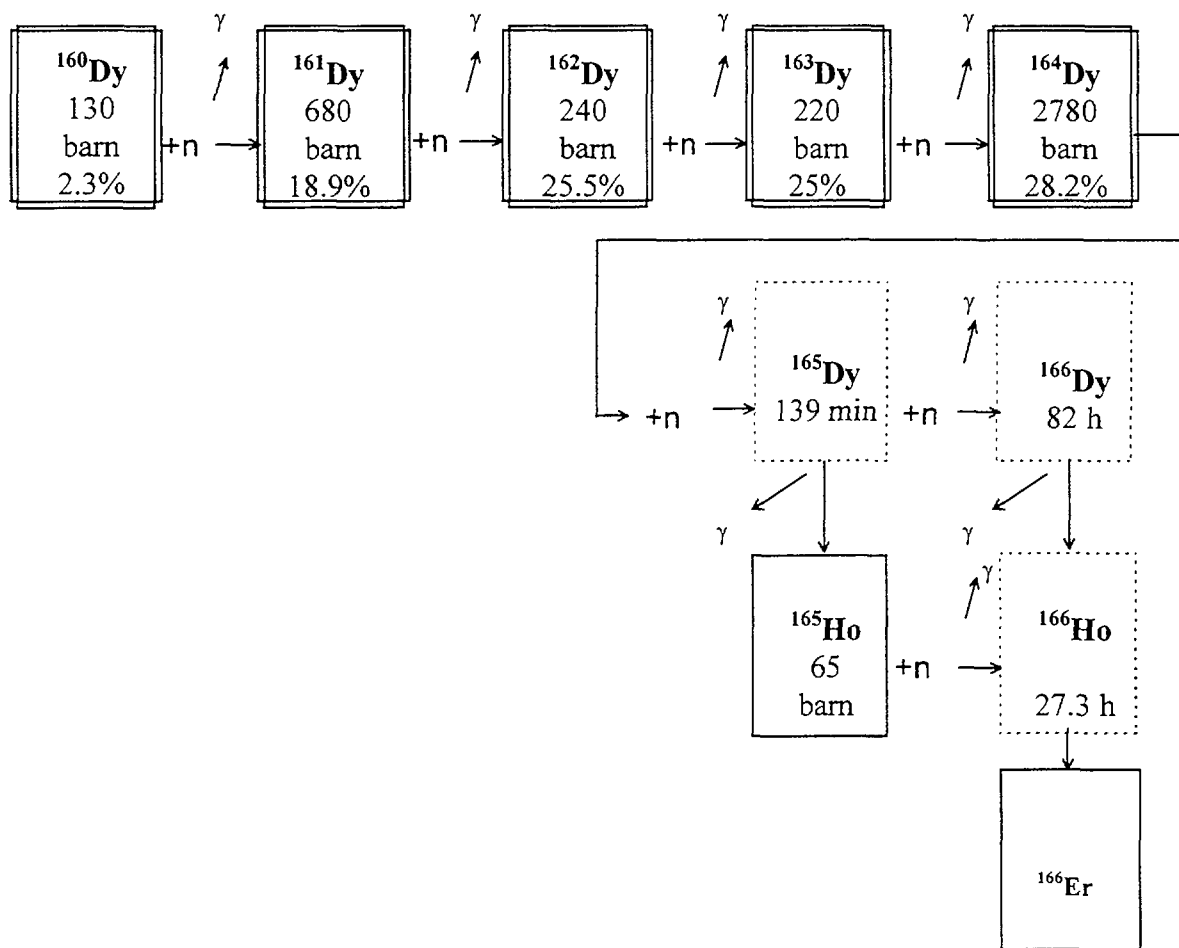 γ γ γ γ
¹⁶⁰Dy ¹⁶¹Dy ¹⁶²Dy ¹⁶³Dy ¹⁶⁴Dy
130 680 240 220 2780
barn +n barn +n barn +n barn +n barn
2.3% 18.9% 25.5% 25% 28.2%
γ γ
¹⁶⁵Dy ¹⁶⁶Dy
+n 139 min +n 82 h
γ γ
γ
¹⁶⁵Ho ¹⁶⁶Ho
65 +n
barn 27.3 h
¹⁶⁶Er